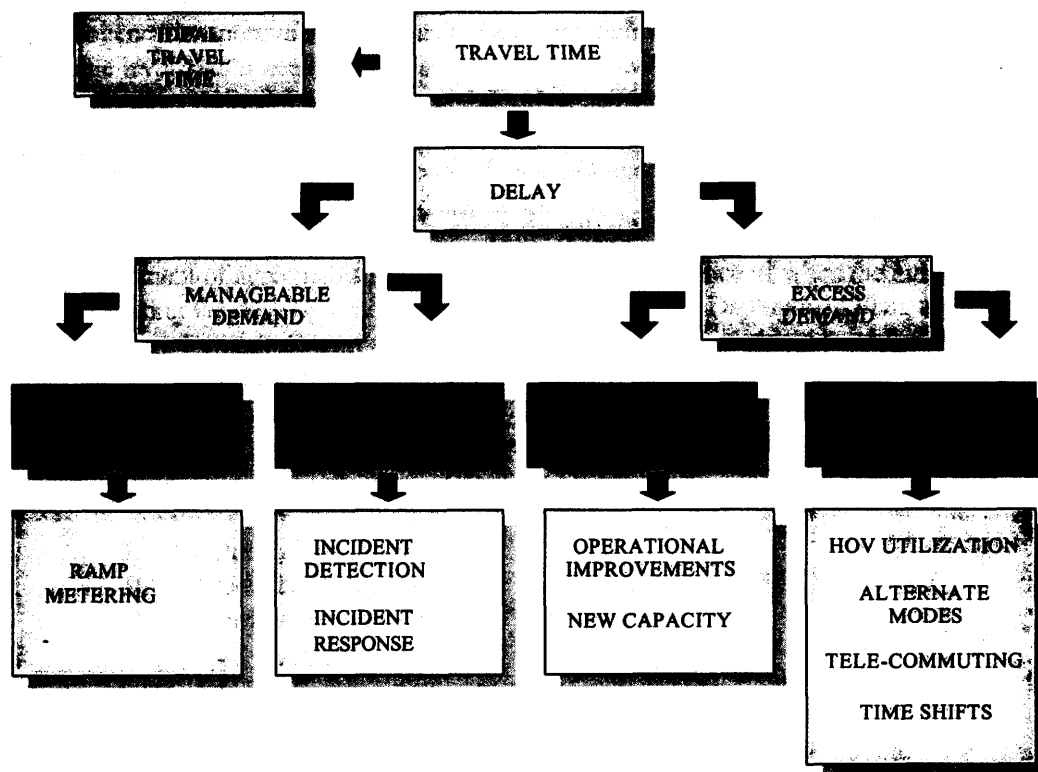 IDEAL
TRAVEL
TIME
TRAVEL TIME
DELAY
MANAGEABLE
DEMAND
EXCESS
DEMAND
RAMP
METERING
INCIDENT
DETECTION
INCIDENT
RESPONSE
OPERATIONAL
IMPROVEMENTS
NEW CAPACITY
HOV UTILIZATION
ALTERNATE
MODES
TELE-COMMUTING
TIME SHIFTS